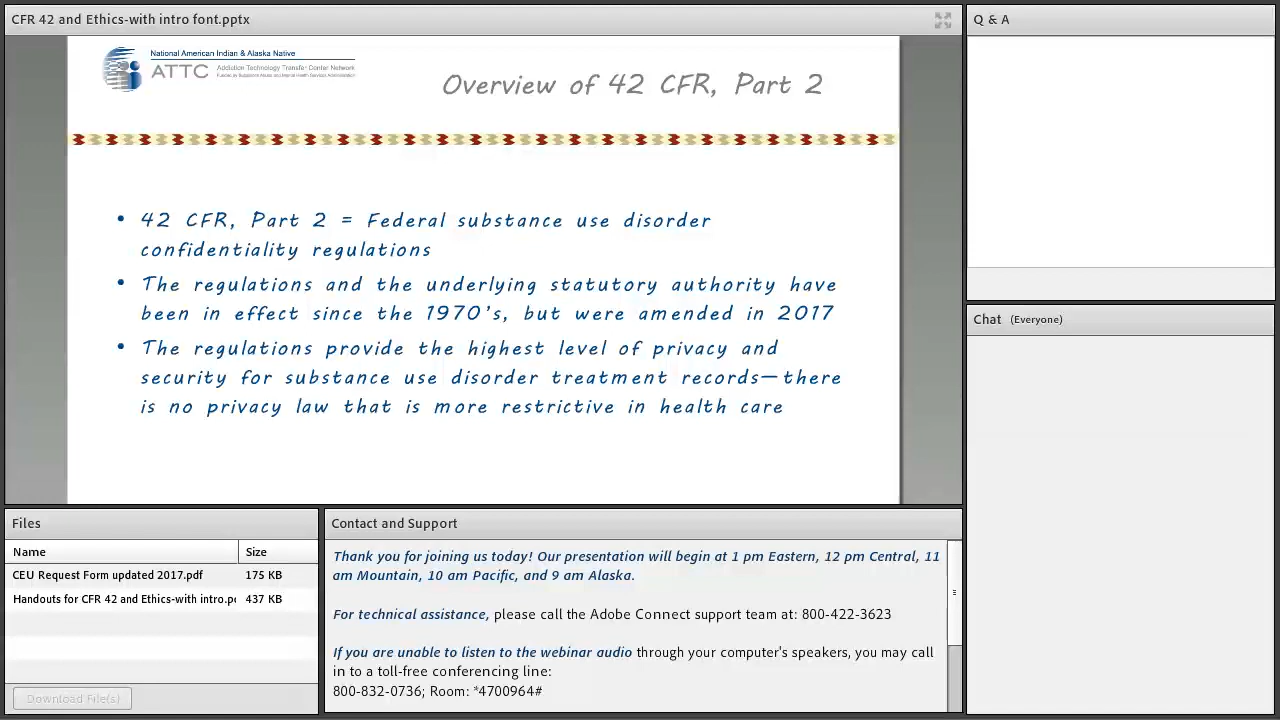 CFR 42 and Ethics-with intro font.pptx
National American Indian & Alaska Native
ATTC
Addiction Technology Transfer Center Network
Funded by Substance Abuse and Mental Health Services Administration
Overview of 42 CFR, Part 2
• 42 CFR, Part 2 = Federal substance use disorder
confidentiality regulations
• The regulations and the underlying statutory authority have
been in effect since the 1970's, but were amended in 2017
• The regulations provide the highest level of privacy and
security for substance use disorder treatment records—there
is no privacy law that is more restrictive in health care
Q & A
Chat (Everyone)
Files
Name Size
CEU Request Form updated 2017.pdf 175 KB
Handouts for CFR 42 and Ethics-with intro.p 437 KB
Download File(s)
Contact and Support
Thank you for joining us today! Our presentation will begin at 1 pm Eastern, 12 pm Central, 11
am Mountain, 10 am Pacific, and 9 am Alaska.
For technical assistance, please call the Adobe Connect support team at: 800-422-3623
If you are unable to listen to the webinar audio through your computer's speakers, you may call
in to a toll-free conferencing line:
800-832-0736; Room: *4700964#